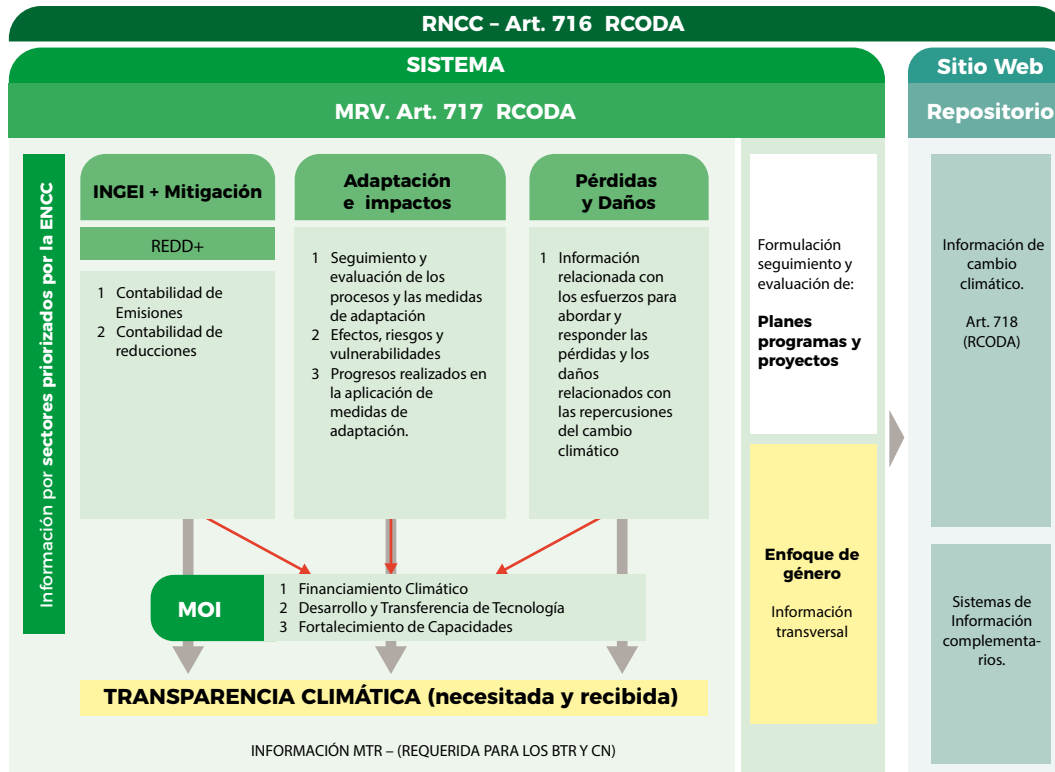 RNCC – Art. 716 RCODA
SISTEMA
MRV. Art. 717 RCODA
Información por sectores priorizados por la ENCC
INGEI + Mitigación
REDD+
1 Contabilidad de
Emisiones
2 Contabilidad de
reducciones
Adaptación
e impactos
1 Seguimiento y
evaluación de los
procesos y las medidas
de adaptación
2 Efectos, riesgos y
vulnerabilidades
3 Progresos realizados en
la aplicación de
medidas de
adaptación.
Pérdidas
y Daños
1 Información
relacionada con
los esfuerzos para
abordar y
responder las
pérdidas y los
daños
relacionados con
las repercusiones
del cambio
climático
MOI
1 Financiamiento Climático
2 Desarrollo y Transferencia de Tecnología
3 Fortalecimiento de Capacidades
TRANSPARENCIA CLIMÁTICA (necesitada y recibida)
INFORMACIÓN MTR – (REQUERIDA PARA LOS BTR Y CN)
Formulación
seguimiento y
evaluación de:
Planes
programas y
proyectos
Enfoque de
género
Información
transversal
Sitio Web
Repositorio
Información de
cambio
climático.
Art. 718
(RCODA)
Sistemas de
Información
complementa-
rios.